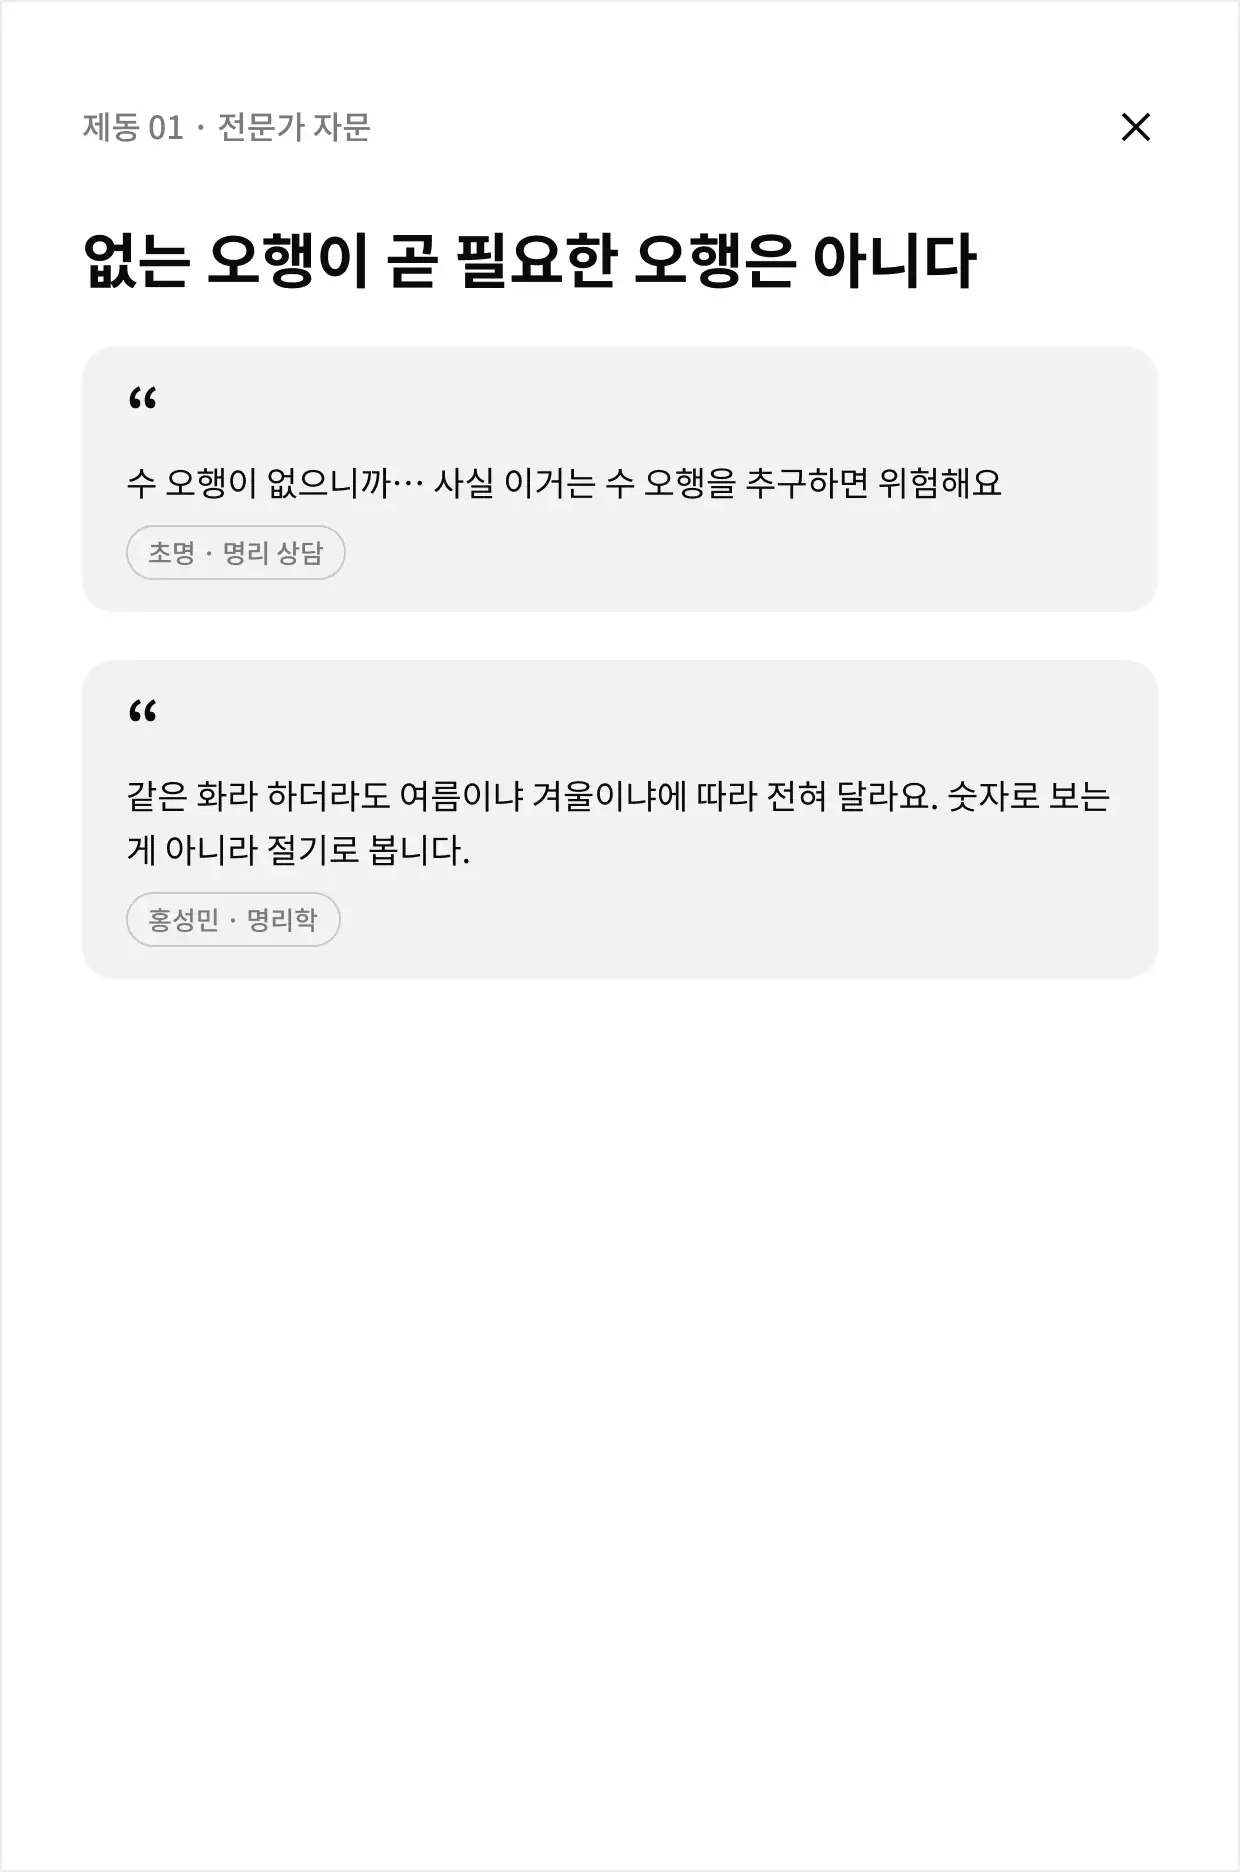 제동 01 · 전문가 자문
없는 오행이 곧 필요한 오행은 아니다
“
수 오행이 없으니까… 사실 이거는 수 오행을 추구하면 위험해요
초명 · 명리 상담
“
같은 화라 하더라도 여름이냐 겨울이냐에 따라 전혀 달라요. 숫자로 보는
게 아니라 절기로 봅니다.
홍성민 · 명리학